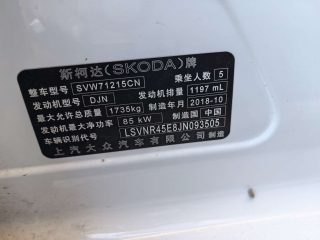 斯柯达(SKODA)牌
整车型号 SVW71215CN 乘坐人数 5
发动机型号 DJN 发动机排量 1197 mL
最大允许总质量 1735kg 制造年月 2018-10
发动机最大净功率 85 kW 制造国 中国
车辆识别代号 LSVNR45E8JN093505
上汽大众汽车有限公司 制造